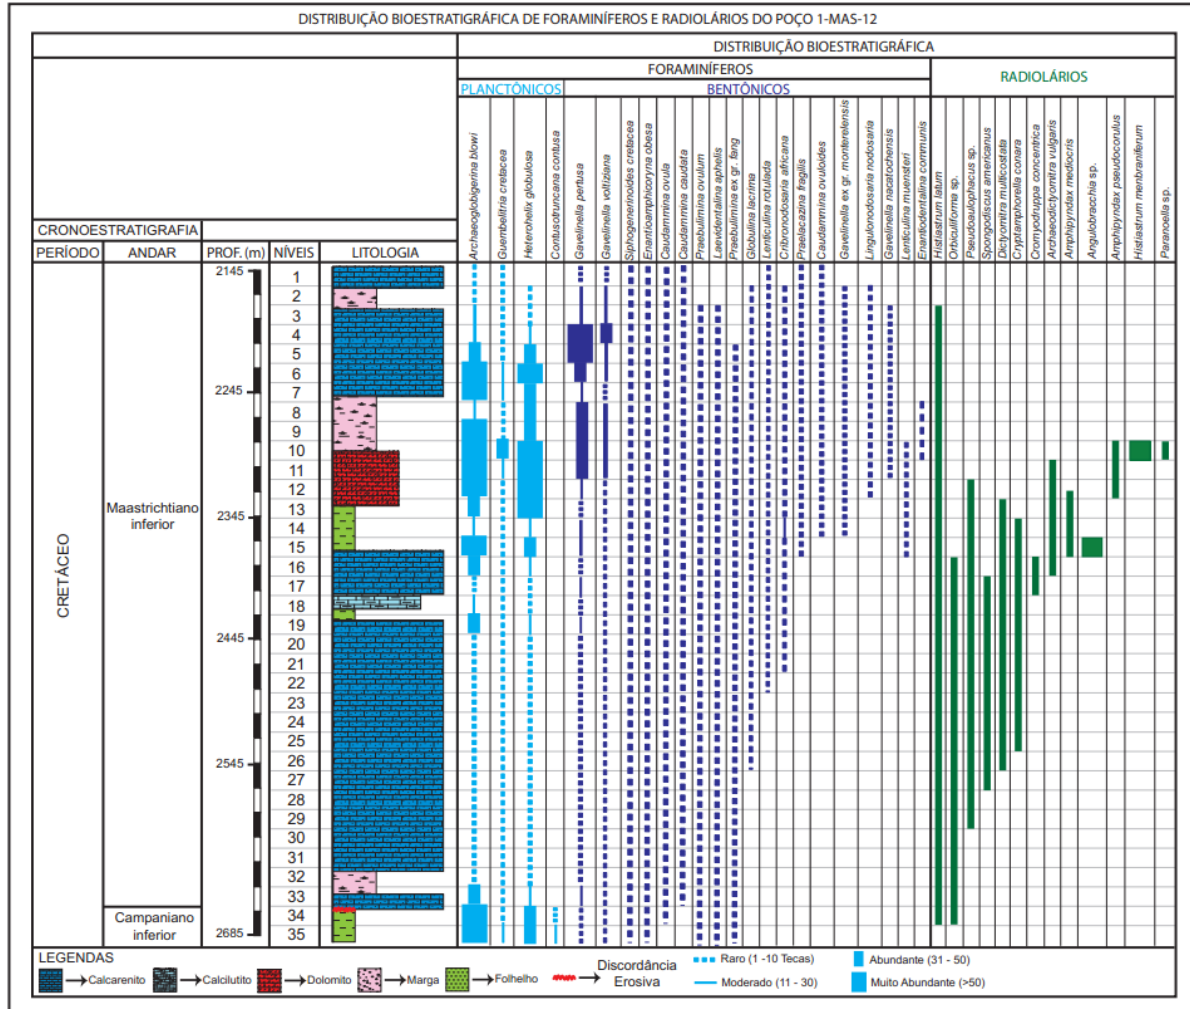 DISTRIBUIÇÃO BIOESTRATIGRÁFICA DE FORAMINÍFEROS E RADIOLÁRIOS DO POÇO 1-MAS-12
DISTRIBUIÇÃO BIOESTRATIGRÁFICA
FORAMINÍFEROS
RADIOLÁRIOS
PLANCTÔNICOS
BENTÔNICOS
Archaeoglobigerina blowi
Guembelitria cretacea
Heterohelix globulosa
Contusotruncana contusa
Gavelinella pertusa
Gavelinella voltiziana
Siphogenerinoides cretacea
Enantioamphicoryna obesa
Caudammina ovula
Caudammina caudata
Praebulimina ovulum
Laevidentalina aphelis
Praebulimina ex gr. fang
Globulina lacrima
Lenticulina rotulada
Cribronodosaria africana
Praelacazina fragilis
Caudammina ovuloides
Gavelinella ex gr. monterelensis
Lingulonodosaria nodosaria
Gavelinella nacatochensis
Lenticulina muensteri
Enantiodentalina communis
Histiastrum latum
Orbiculiforma sp.
Pseudoaulophacus sp.
Spongodiscus americanus
Dictyomitra multicostata
Cryptamphorella conara
Cromyodruppa concentrica
Archaeodictyomitra vulgaris
Amphipyndax mediocris
Angulobracchia sp.
Amphipyndax pseudocorulus
Histiastrum menbraniferum
Paranoella sp.
CRONOESTRATIGRAFIA
PERÍODO ANDAR PROF. (m) NÍVEIS LITOLOGIA
2145
1
2
3
4
5
6
2245
7
8
9
10
11
12
Maastrichtiano
inferior
13
2345
14
15
16
17
CRETÁCEO
18
19
2445
20
21
22
23
24
25
26
2545
27
28
29
30
31
32
33
Campaniano
inferior
34
2685
35
LEGENDAS
Calcarenito
Calcilutito
Dolomito
Marga
Folhelho
Discordância
Erosiva
Raro (1 -10 Tecas)
Moderado (11 - 30)
Abundante (31 - 50)
Muito Abundante (>50)